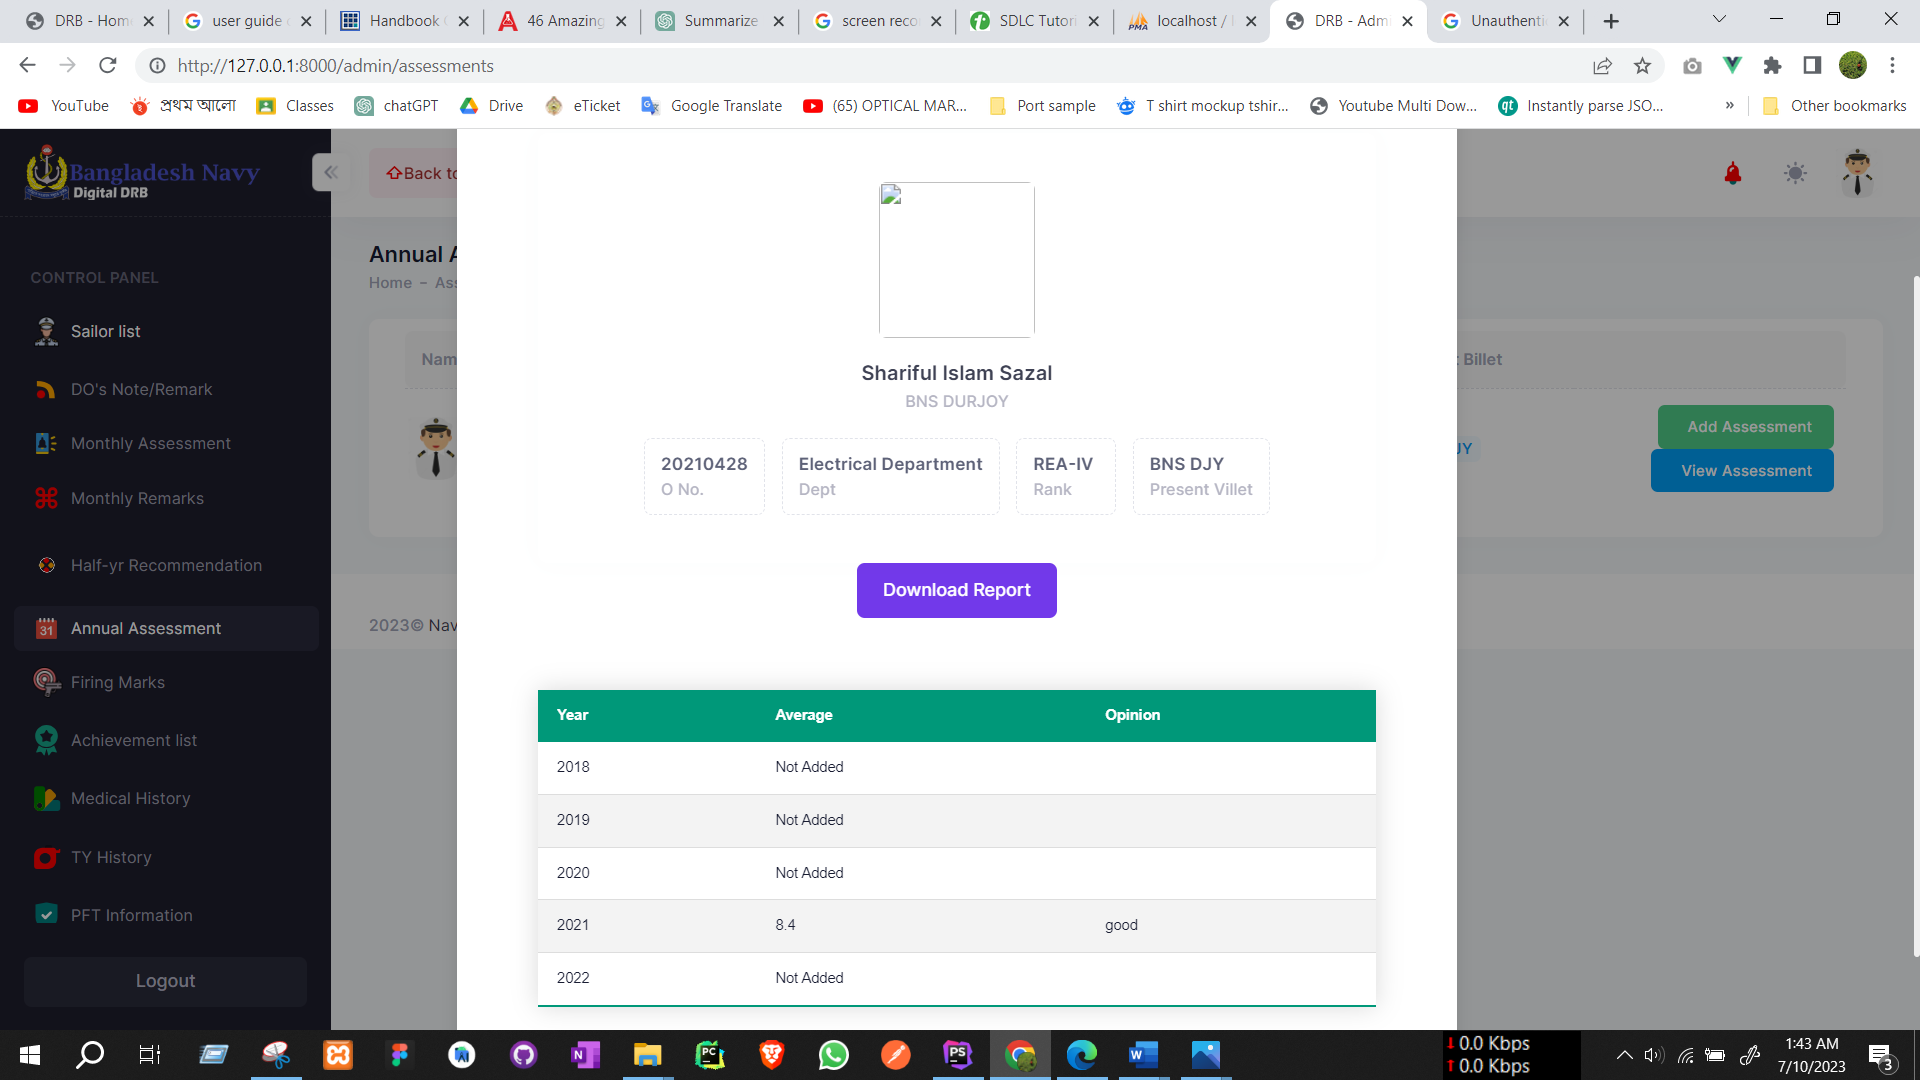 DRB - Hom
user guide
Handbook
46 Amazing
Summarize
screen reco
SDLC Tutori
localhost /
DRB - Adm
Unauthenti
http://127.0.0.1:8000/admin/assessments
YouTube
প্রথম আলো
Classes
chatGPT
Drive
eTicket
Google Translate
(65) OPTICAL MAR...
Port sample
T shirt mockup tshir...
Youtube Multi Dow...
Instantly parse JSO...
»
Other bookmarks
Bangladesh Navy
Digital DRB
Back to
CONTROL PANEL
Sailor list
DO's Note/Remark
Monthly Assessment
Monthly Remarks
Half-yr Recommendation
Annual Assessment
Firing Marks
Achievement list
Medical History
TY History
PFT Information
Logout
Annual A
Home - Ass
Nam
Billet
JY
Add Assessment
View Assessment
2023© Nav
Shariful Islam Sazal
BNS DURJOY
20210428
O No.
Electrical Department
Dept
REA-IV
Rank
BNS DJY
Present Villet
Download Report
Year Average Opinion
2018 Not Added
2019 Not Added
2020 Not Added
2021 8.4 good
2022 Not Added
0.0 Kbps
0.0 Kbps
1:43 AM
7/10/2023
3